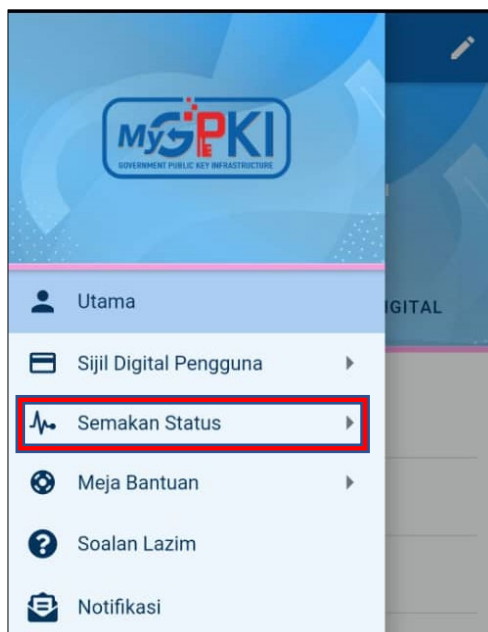 MyGPKI
GOVERNMENT PUBLIC KEY INFRASTRUCTURE
Utama
IGITAL
Sijil Digital Pengguna
Semakan Status
Meja Bantuan
Soalan Lazim
Notifikasi